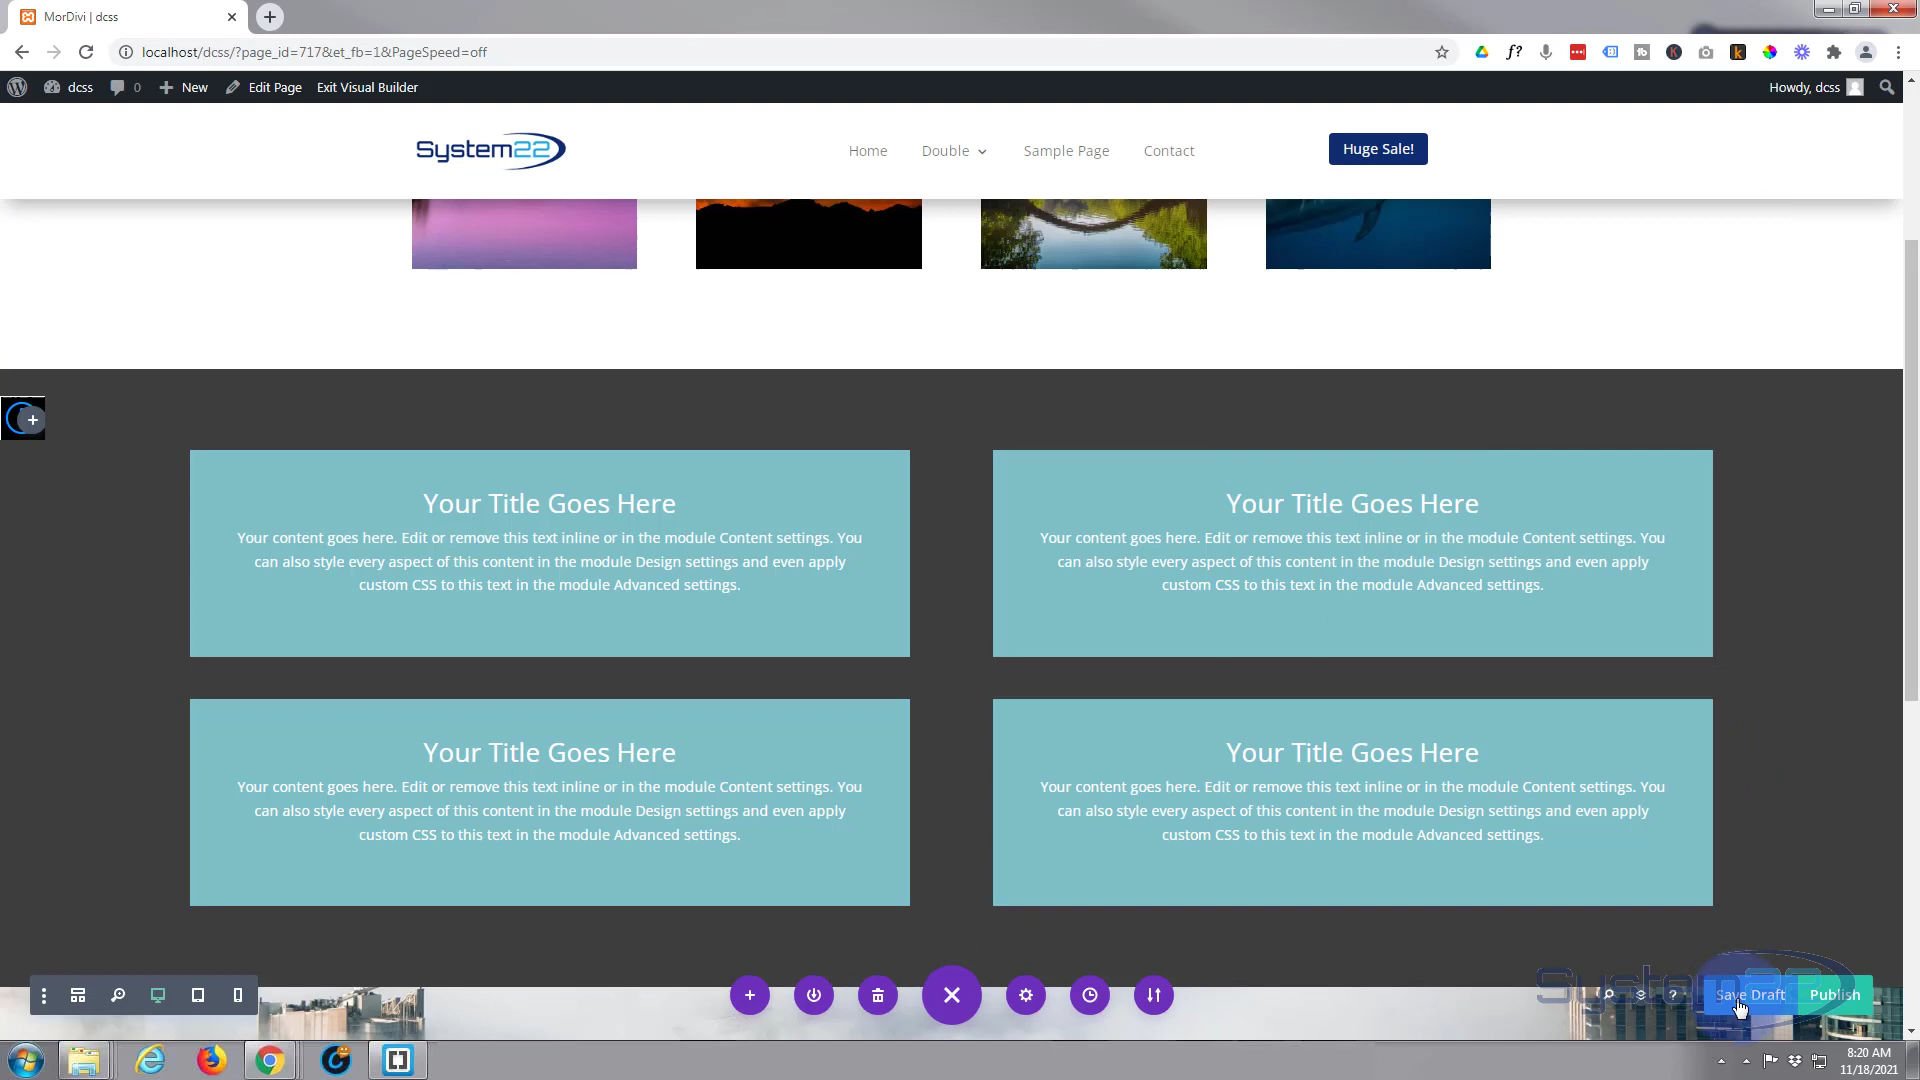 MorDivi | dcss
localhost/dcss/?page_id=717&et_fb=1&PageSpeed=off
dcss 0 New Edit Page Exit Visual Builder Howdy, dcss
System22 Home Double Sample Page Contact Huge Sale!
Your Title Goes Here
Your content goes here. Edit or remove this text inline or in the module Content settings. You
can also style every aspect of this content in the module Design settings and even apply
custom CSS to this text in the module Advanced settings.
Your Title Goes Here
Your content goes here. Edit or remove this text inline or in the module Content settings. You
can also style every aspect of this content in the module Design settings and even apply
custom CSS to this text in the module Advanced settings.
Your Title Goes Here
Your content goes here. Edit or remove this text inline or in the module Content settings. You
can also style every aspect of this content in the module Design settings and even apply
custom CSS to this text in the module Advanced settings.
Your Title Goes Here
Your content goes here. Edit or remove this text inline or in the module Content settings. You
can also style every aspect of this content in the module Design settings and even apply
custom CSS to this text in the module Advanced settings.
System22
Save Draft Publish
8:20 AM
11/18/2021